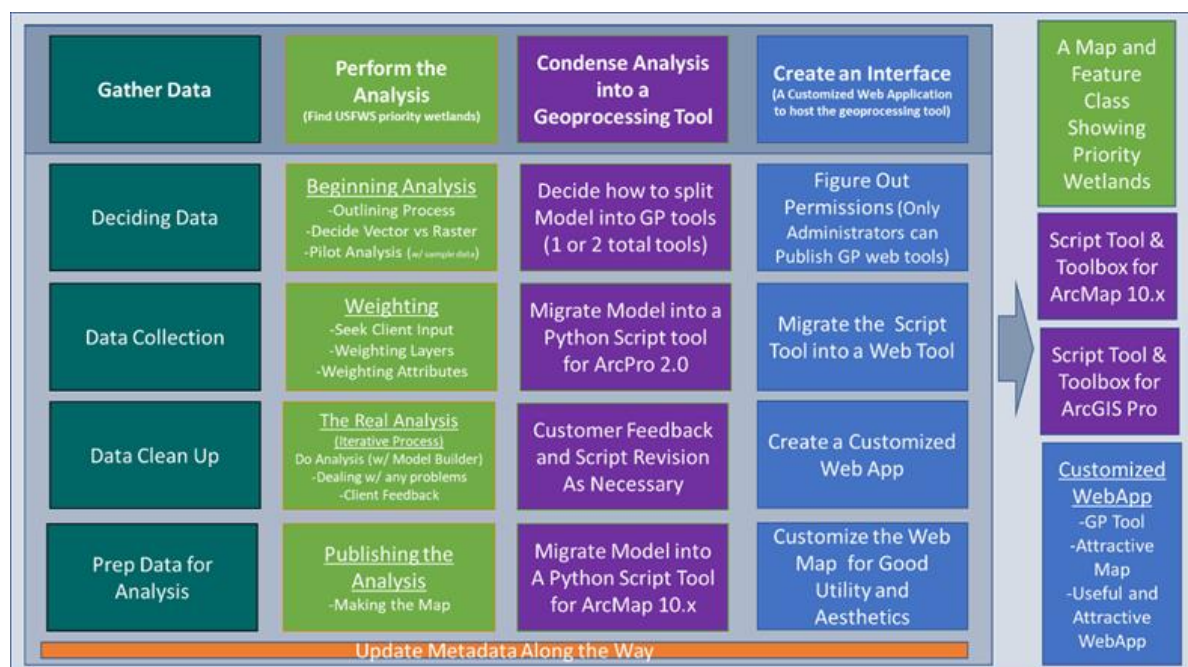 Gather Data
Perform the
Analysis
(Find USFWS priority wetlands)
Condense Analysis
into a
Geoprocessing Tool
Create an Interface
(A Customized Web Application
to host the geoprocessing tool)
Deciding Data
Beginning Analysis
-Outlining Process
-Decide Vector vs Raster
-Pilot Analysis (w/ sample data)
Decide how to split
Model into GP tools
(1 or 2 total tools)
Figure Out
Permissions (Only
Administrators can
Publish GP web tools)
Data Collection
Weighting
-Seek Client Input
-Weighting Layers
-Weighting Attributes
Migrate Model into a
Python Script tool
for ArcPro 2.0
Migrate the Script
Tool into a Web Tool
Data Clean Up
The Real Analysis
(Iterative Process)
Do Analysis (w/ Model Builder)
-Dealing w/ any problems
-Client Feedback
Customer Feedback
and Script Revision
As Necessary
Create a Customized
Web App
Prep Data for
Analysis
Publishing the
Analysis
-Making the Map
Migrate Model into
A Python Script Tool
for ArcMap 10.x
Customize the Web
Map for Good
Utility and
Aesthetics
Update Metadata Along the Way
A Map and
Feature
Class
Showing
Priority
Wetlands
Script Tool &
Toolbox for
ArcMap 10.x
Script Tool &
Toolbox for
ArcGIS Pro
Customized
WebApp
-GP Tool
-Attractive
Map
-Useful and
Attractive
WebApp